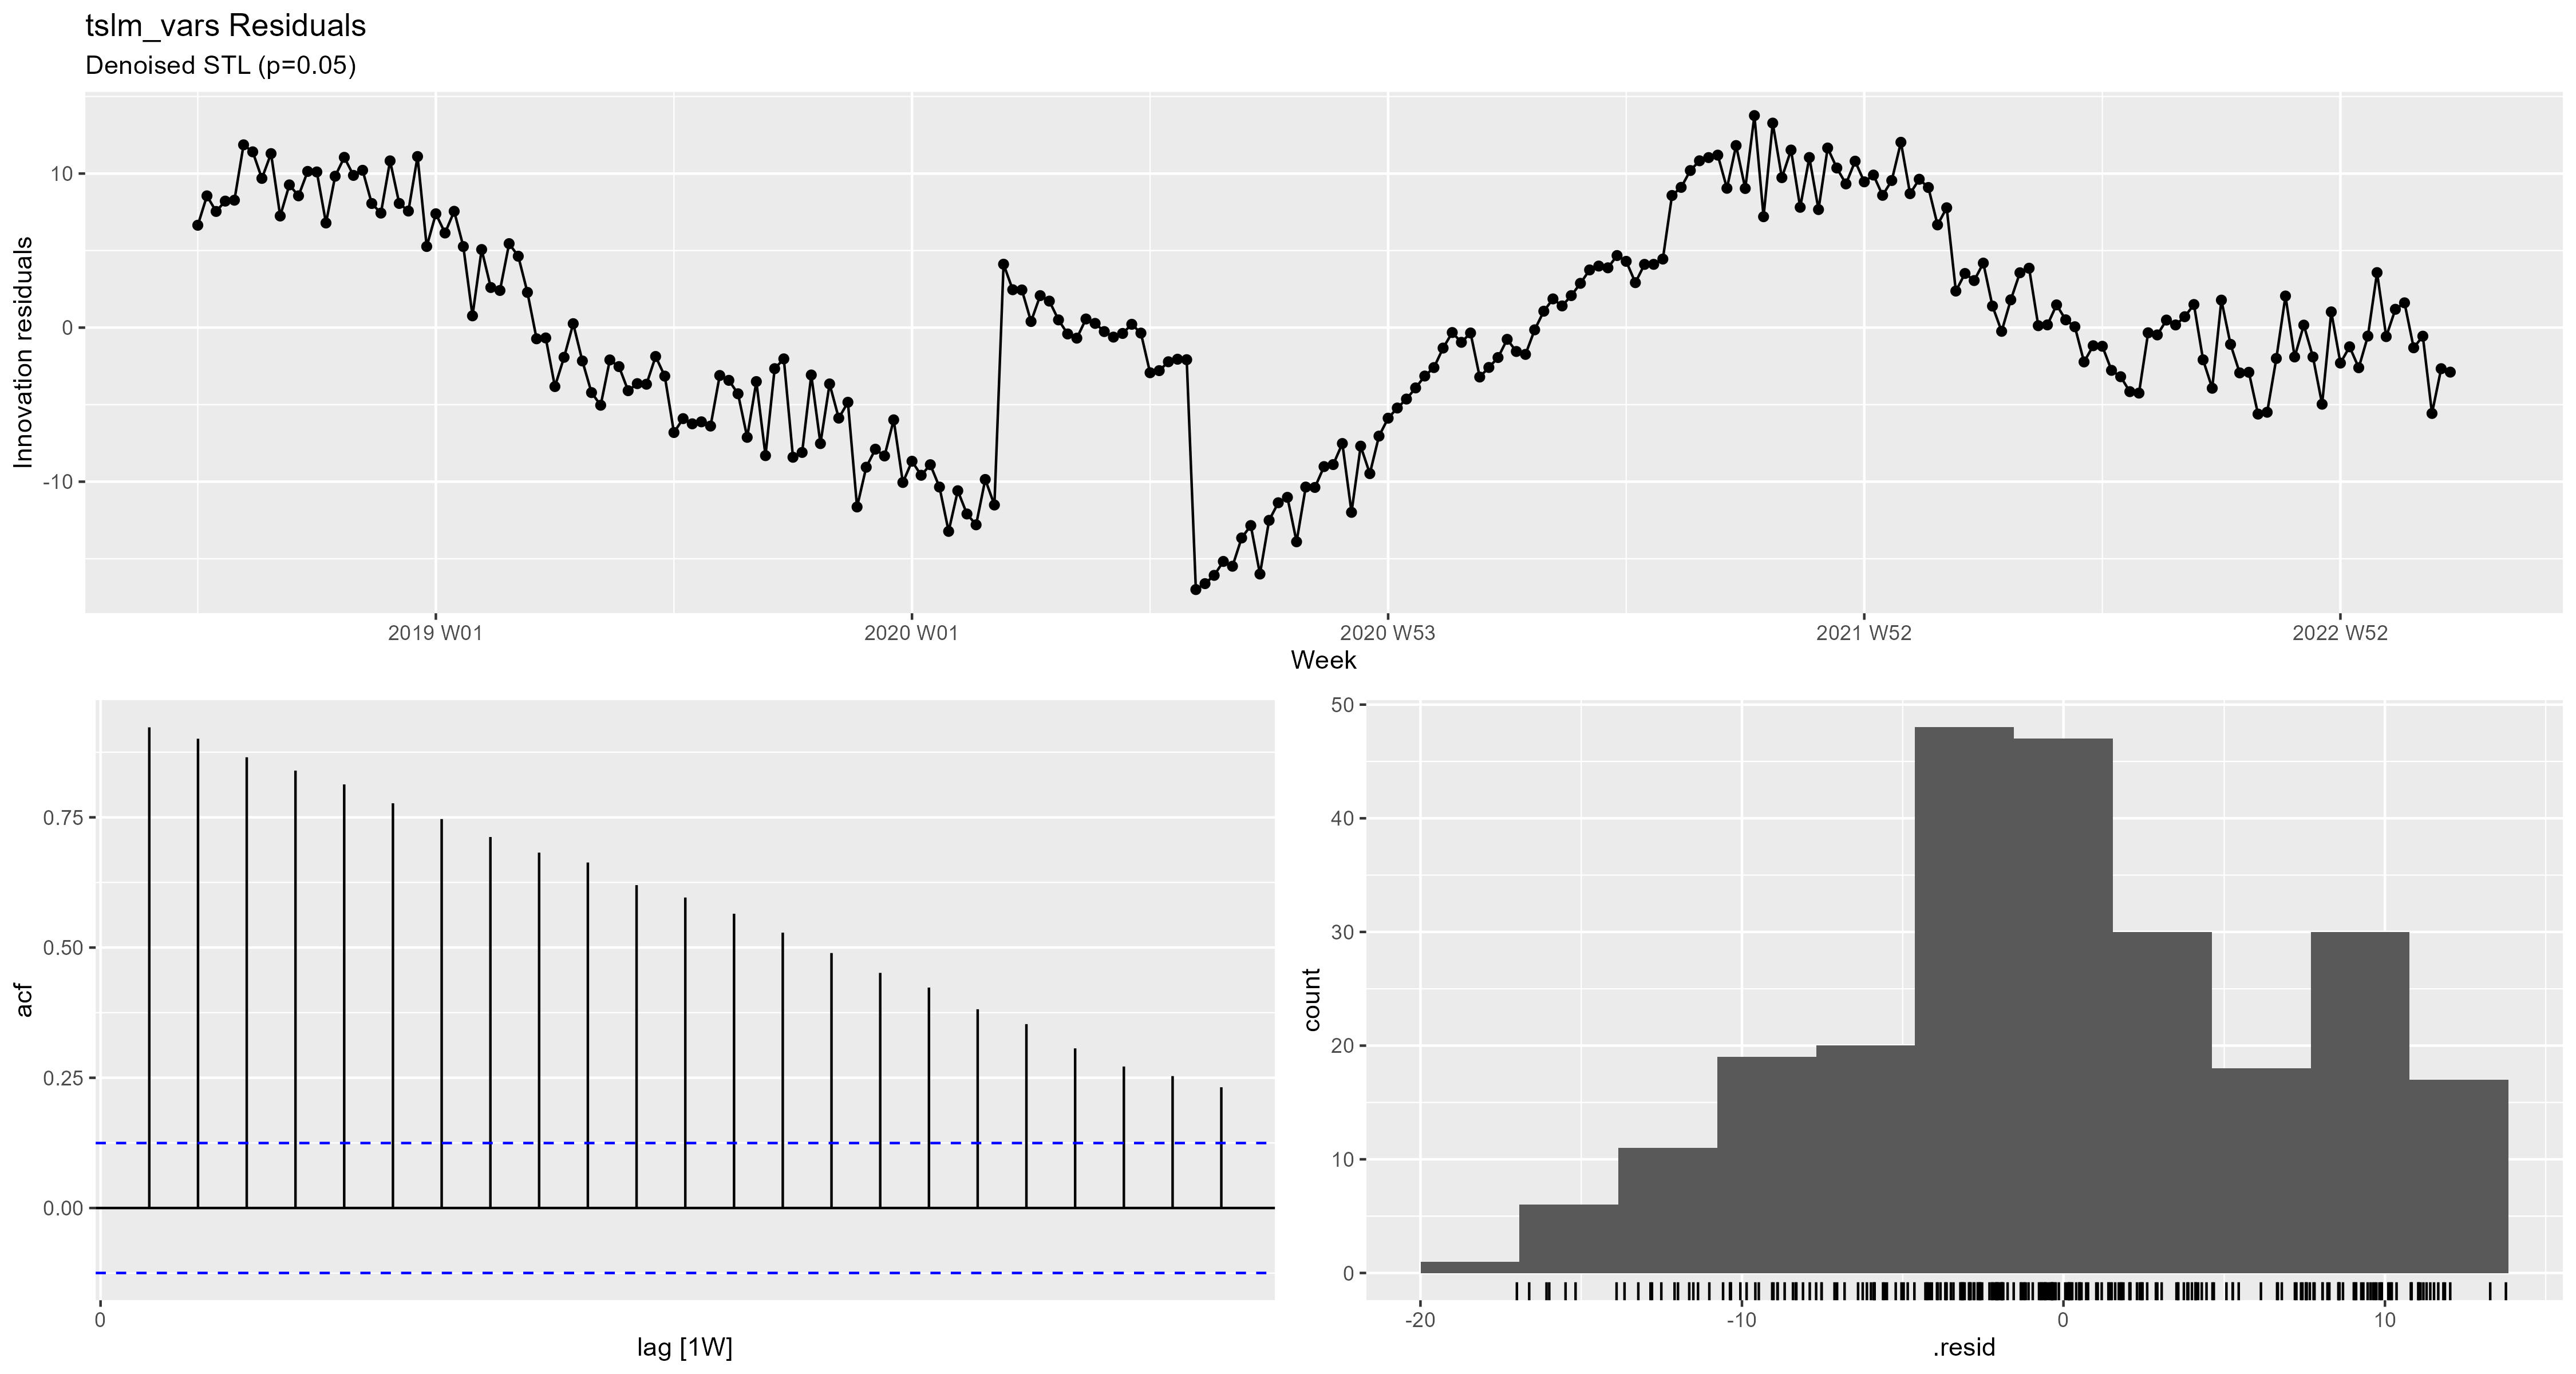 tslm_vars Residuals
Denoised STL (p=0.05)
Innovation residuals
10
0
-10
2019 W01
2020 W01
2020 W53
2021 W52
2022 W52
Week
acf
0.75
0.50
0.25
0.00
0
lag [1W]
count
50
40
30
20
10
0
-20
-10
0
10
.resid